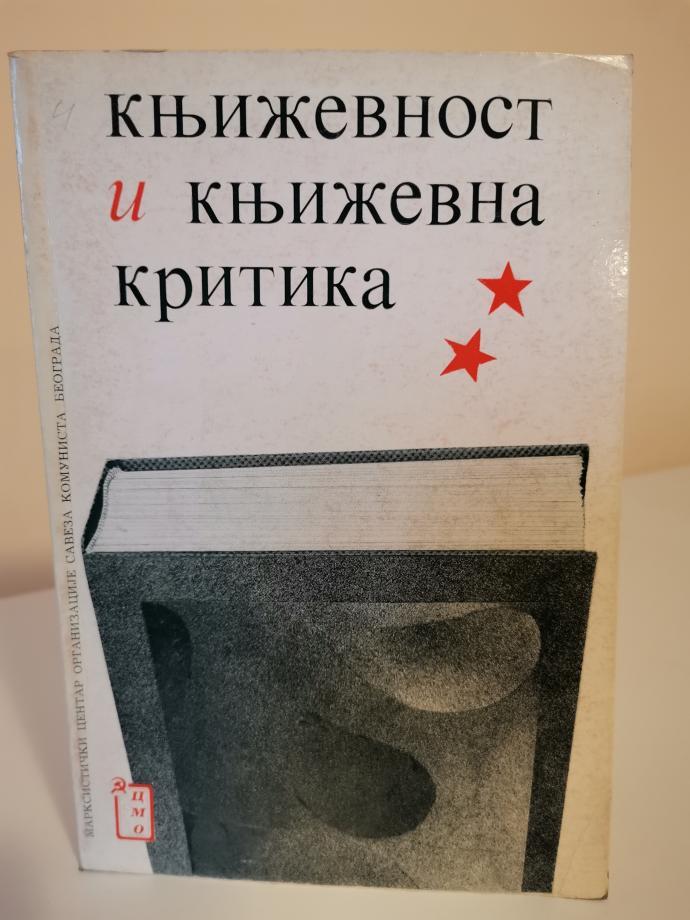 књижевност
и књижевна
критика
МАРКСИСТИЧКИ ЦЕНТАР ОРГАНИЗАЦИЈЕ САВЕЗА КОМУНИСТА БЕОГРАДА
ЦМО